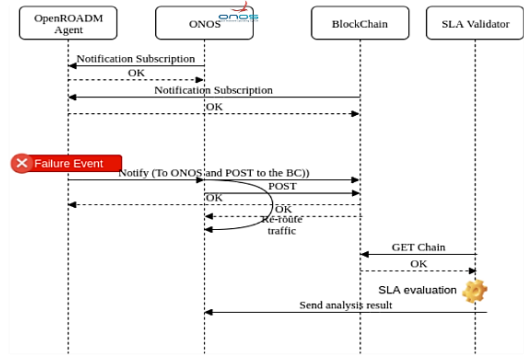 OpenROADM
Agent
ONOS
onos
BlockChain
SLA Validator
Notification Subscription
OK
Notification Subscription
OK
Failure Event
Notify (To ONOS and POST to the BC))
POST
OK
OK
Re-route
traffic
GET Chain
OK
SLA evaluation
Send analysis result